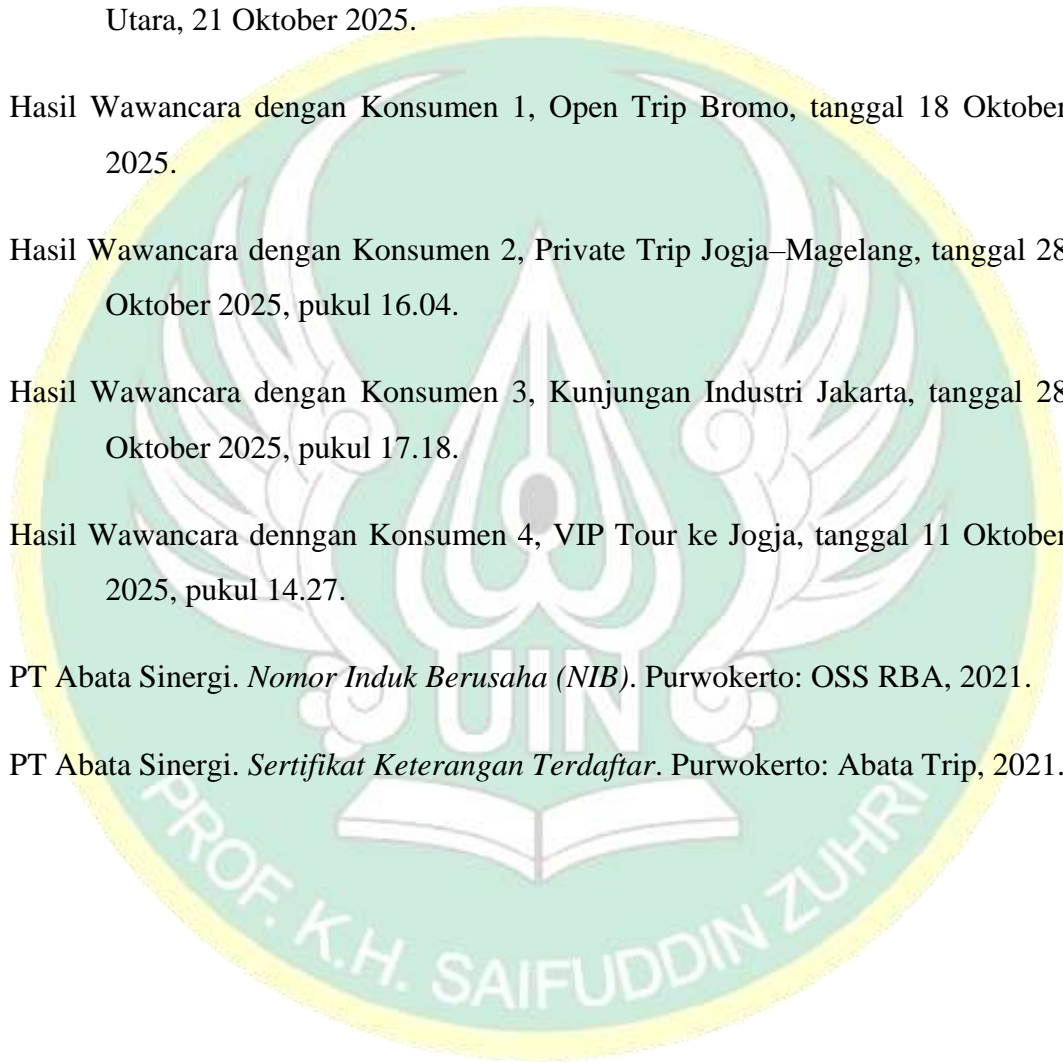 Utara, 21 Oktober 2025.
Hasil Wawancara dengan Konsumen 1, Open Trip Bromo, tanggal 18 Oktober
2025.
Hasil Wawancara dengan Konsumen 2, Private Trip Jogja–Magelang, tanggal 28
Oktober 2025, pukul 16.04.
Hasil Wawancara dengan Konsumen 3, Kunjungan Industri Jakarta, tanggal 28
Oktober 2025, pukul 17.18.
Hasil Wawancara denngan Konsumen 4, VIP Tour ke Jogja, tanggal 11 Oktober
2025, pukul 14.27.
PT Abata Sinergi. Nomor Induk Berusaha (NIB). Purwokerto: OSS RBA, 2021.
UIN
PT Abata Sinergi. Sertifikat Keterangan Terdaftar. Purwokerto: Abata Trip, 2021.
PROF. K.H. SAIFUDDIN ZUHRI